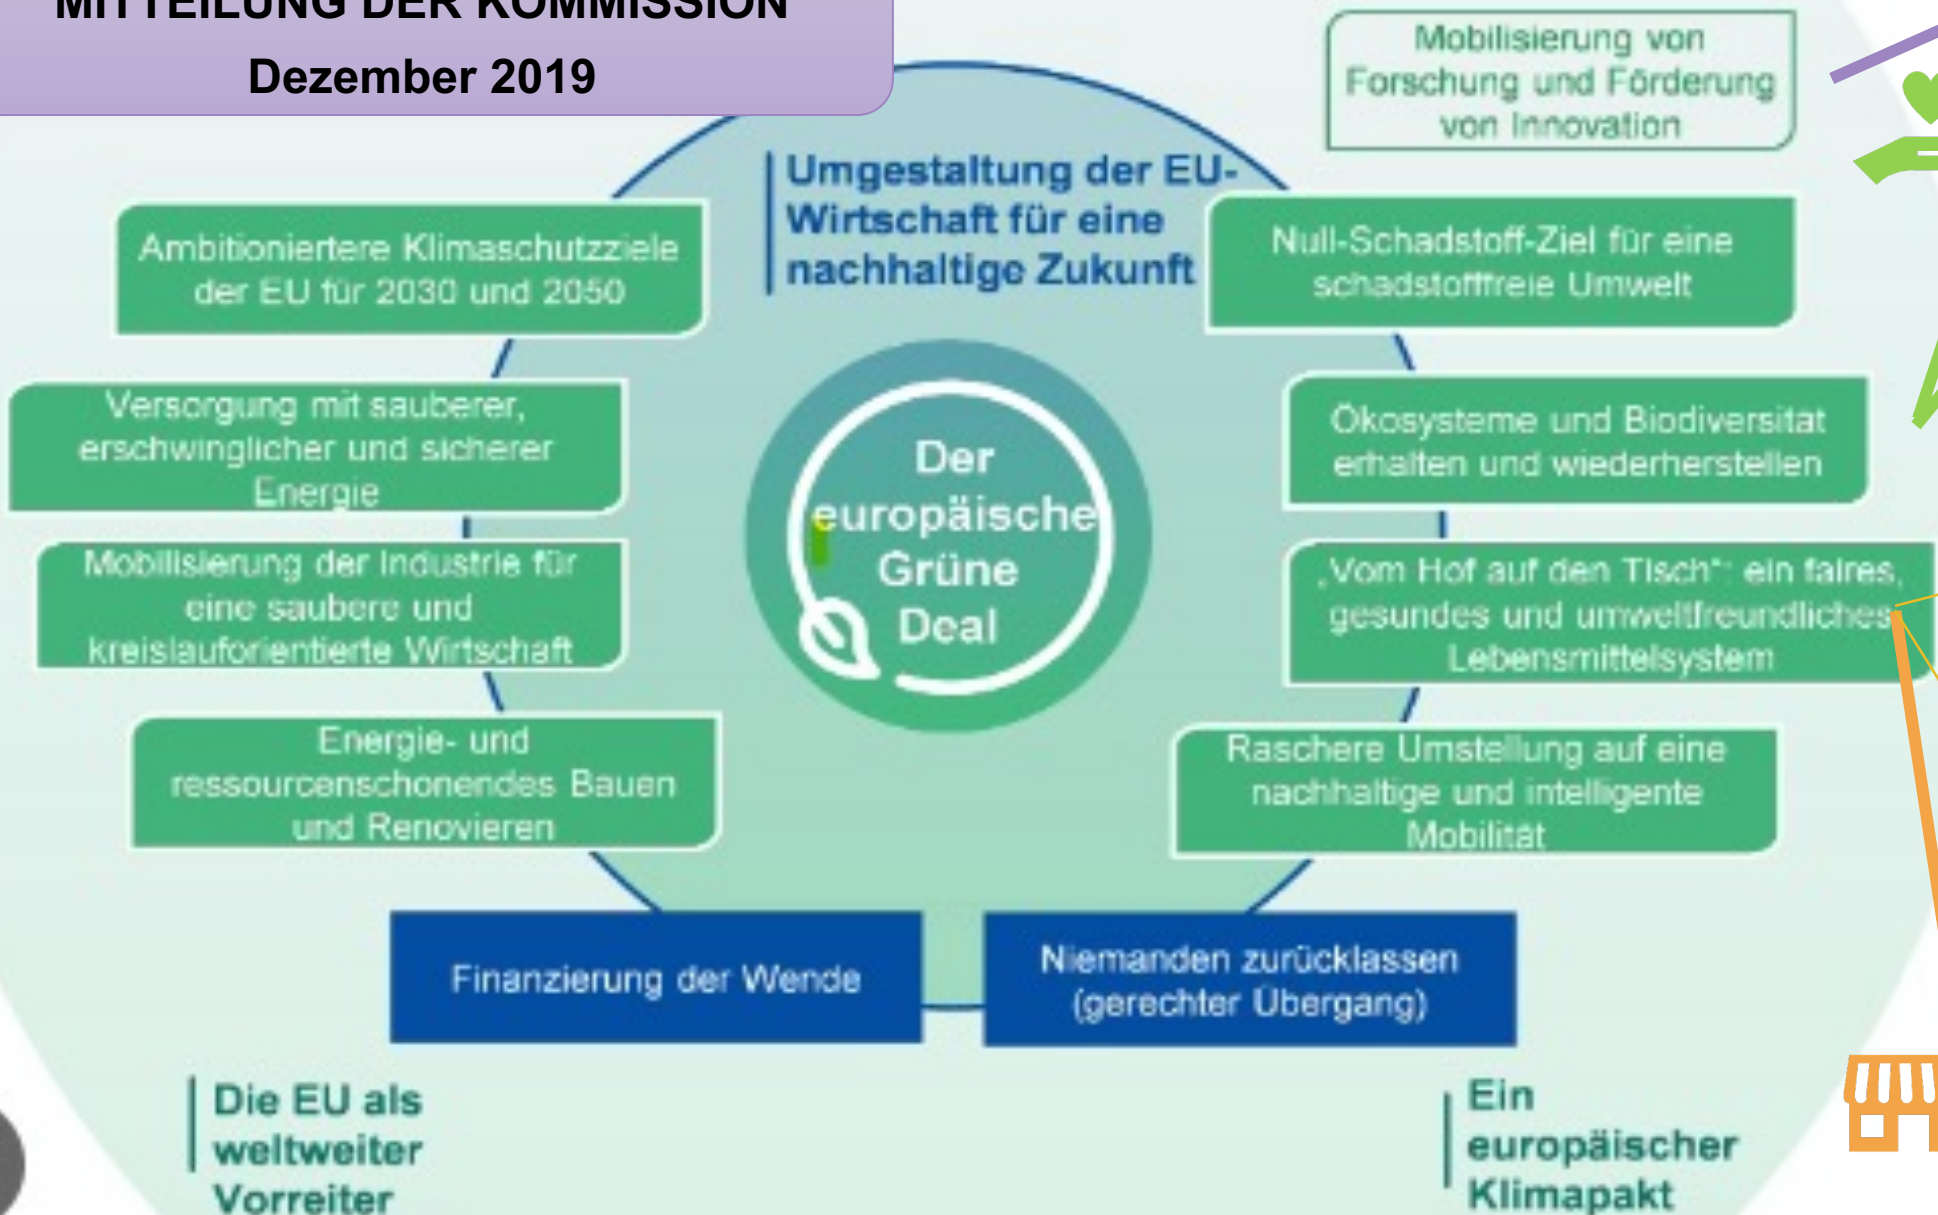 MITTEILUNG DER KOMMISSION
Dezember 2019
Mobilisierung von
Forschung und Förderung
von Innovation
Umgestaltung der EU-
Wirtschaft für eine
nachhaltige Zukunft
Ambitioniertere Klimaschutzziele
der EU für 2030 und 2050
Null-Schadstoff-Ziel für eine
schadstofffreie Umwelt
Versorgung mit sauberer,
erschwinglicher und sicherer
Energie
Ökosysteme und Biodiversität
erhalten und wiederherstellen
Der
europäische
Grüne
Deal
Mobilisierung der Industrie für
eine saubere und
kreislauforientierte Wirtschaft
„Vom Hof auf den Tisch“: ein faires,
gesundes und umweltfreundliches
Lebensmittelsystem
Energie- und
ressourcenschonendes Bauen
und Renovieren
Raschere Umstellung auf eine
nachhaltige und intelligente
Mobilität
Finanzierung der Wende
Niemanden zurücklassen
(gerechter Übergang)
Die EU als
weltweiter
Vorreiter
Ein
europäischer
Klimapakt